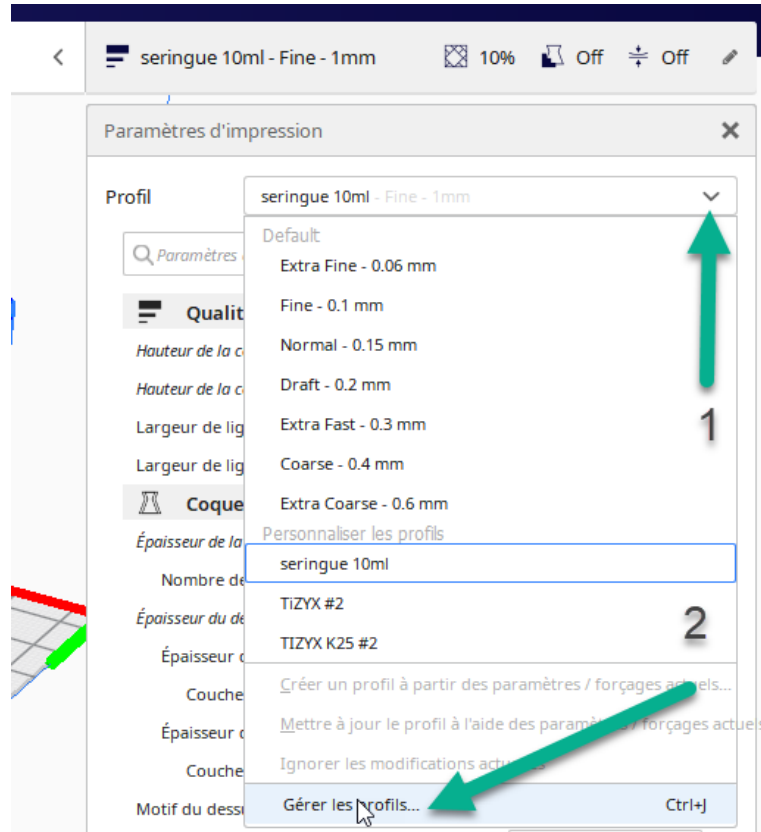 seringue 10ml - Fine - 1mm 10% Off Off
Paramètres d'impression
Profil seringue 10ml - Fine - 1mm
Default
Paramètres
Extra Fine - 0.06 mm
Qualit Fine - 0.1 mm
Hauteur de la c Normal - 0.15 mm
Hauteur de la c Draft - 0.2 mm
Largeur de lig Extra Fast - 0.3 mm
1
Largeur de lig Coarse - 0.4 mm
Coque Extra Coarse - 0.6 mm
Personnaliser les profils
Épaisseur de la
seringue 10ml
Nombre de
TiZYX #2
Épaisseur du de
2
TIZYX K25 #2
Épaisseur
Créer un profil à partir des paramètres / forçages actuels...
Couche
Mettre à jour le profil à l'aide des paramètres / forçages actuels
Épaisseur
Ignorer les modifications
Couche
Gérer les profils... Ctrl+J
Motif du dess